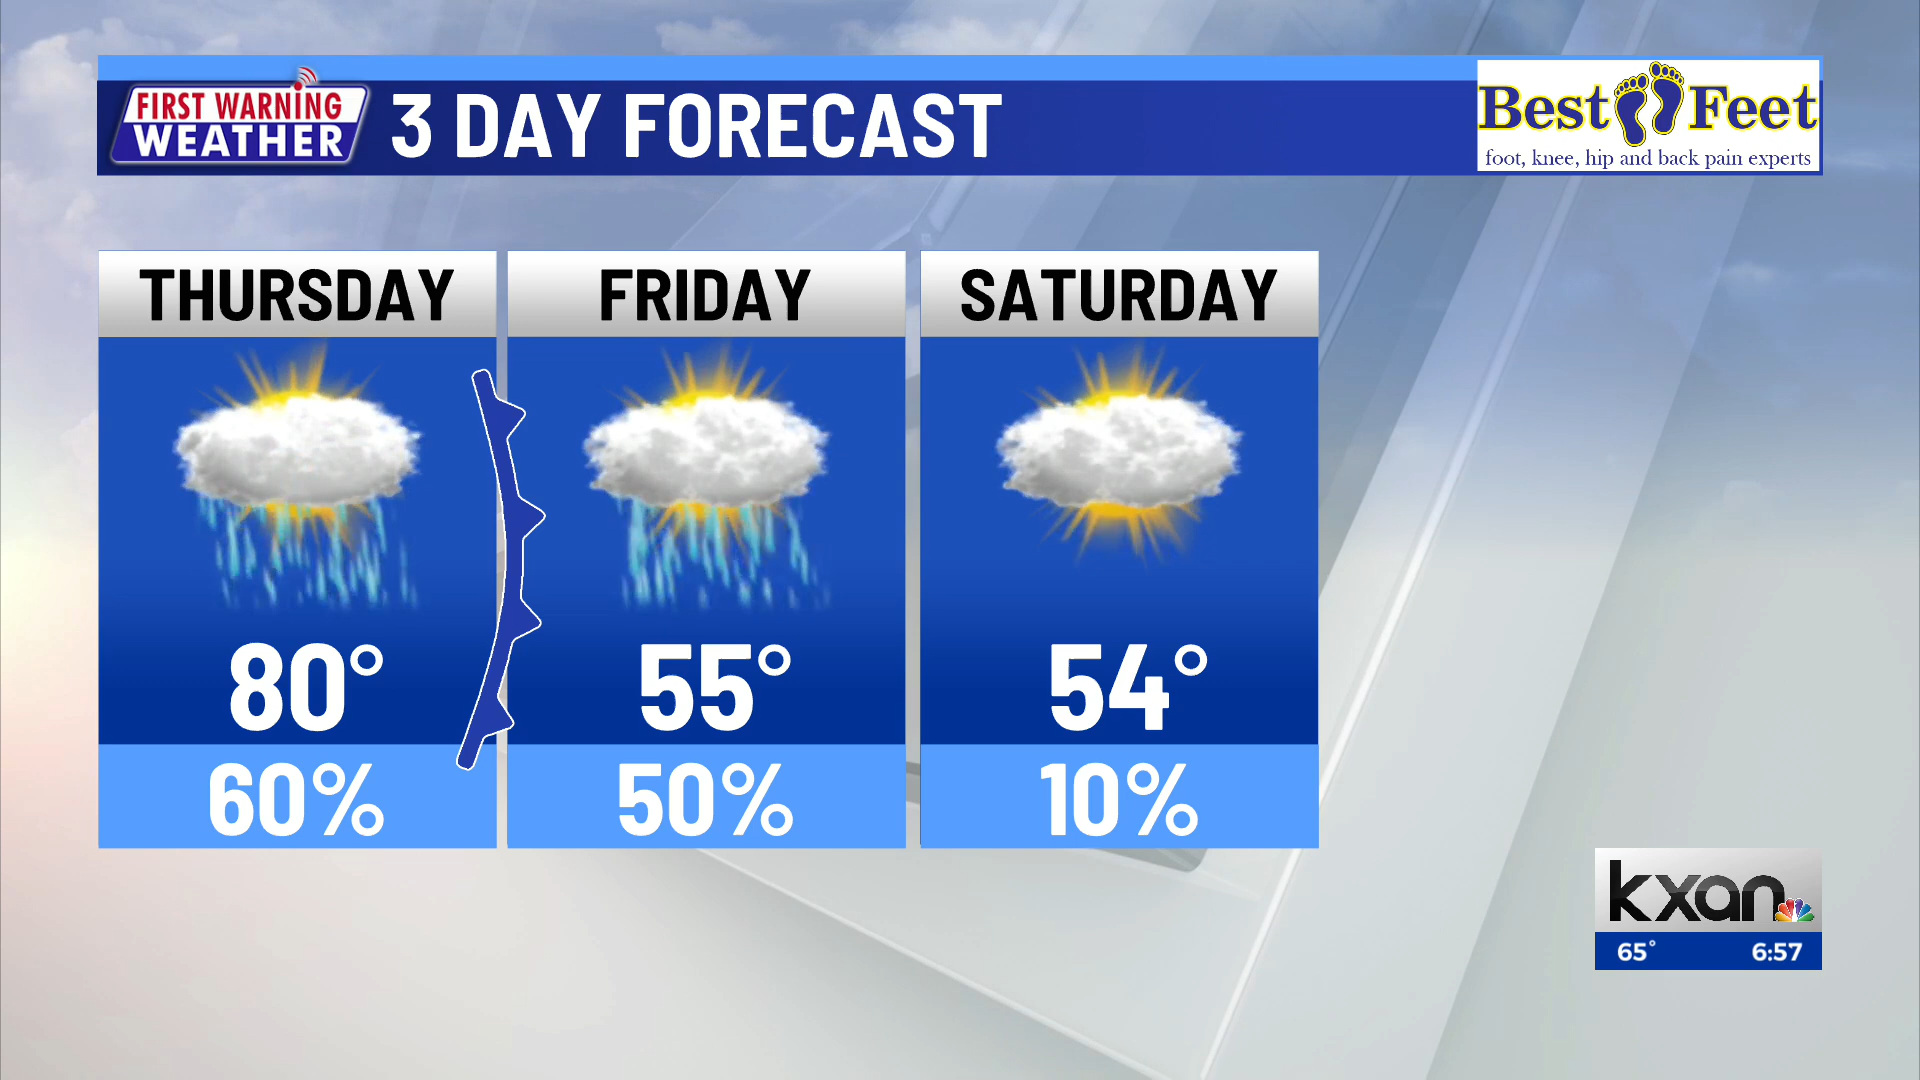 FIRST WARNING
WEATHER
3 DAY FORECAST
Best Feet
foot, knee, hip and back pain experts
THURSDAY
FRIDAY
SATURDAY
80°
55°
54°
60%
50%
10%
kxan
65°
6:57